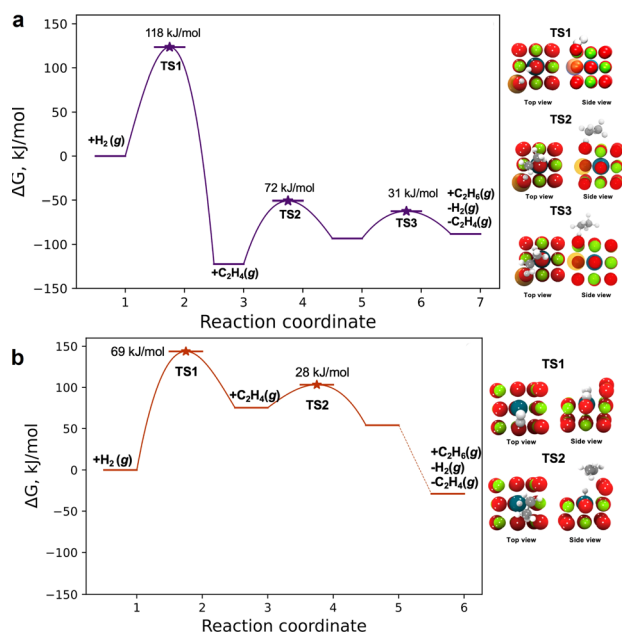 a
118 kJ/mol
TS1
+H₂(g)
72 kJ/mol
TS2
+C₂H₄(g)
31 kJ/mol
TS3
+C₂H₆(g)
-H₂(g)
-C₂H₄(g)
150
100
50
0
−50
−100
−150
ΔG, kJ/mol
1 2 3 4 5 6 7
Reaction coordinate
TS1
Top view Side view
TS2
Top view Side view
TS3
Top view Side view
b
69 kJ/mol
TS1
+H₂(g)
+C₂H₄(g)
28 kJ/mol
TS2
+C₂H₆(g)
-H₂(g)
-C₂H₄(g)
150
100
50
0
−50
−100
−150
ΔG, kJ/mol
1 2 3 4 5 6
Reaction coordinate
TS1
Top view Side view
TS2
Top view Side view